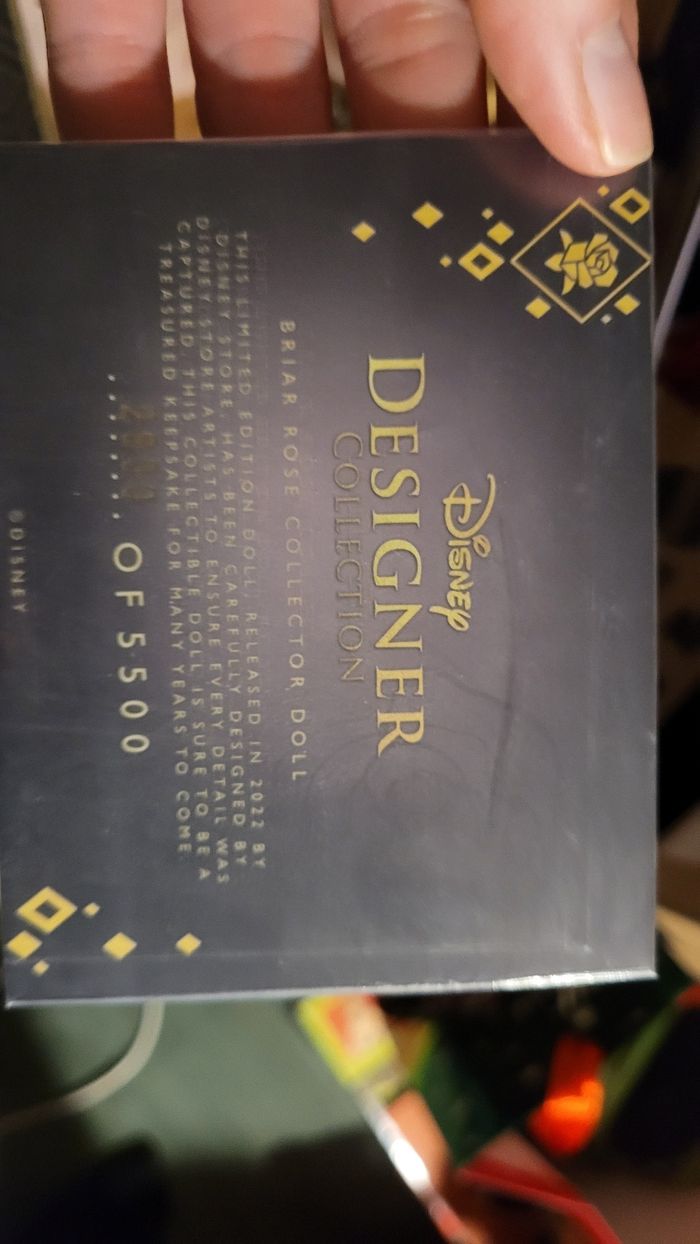 Disney
DESIGNER
COLLECTION
BRIAR ROSE COLLECTOR DOLL
THIS LIMITED EDITION DOLL, RELEASED IN 2022 BY
DISNEY STORE, HAS BEEN CAREFULLY DESIGNED BY
DISNEY STORE ARTISTS TO ENSURE EVERY DETAIL WAS
CAPTURED. THIS COLLECTIBLE DOLL IS SURE TO BE A
TREASURED KEEPSAKE FOR MANY YEARS TO COME.
OF 5500
©DISNEY